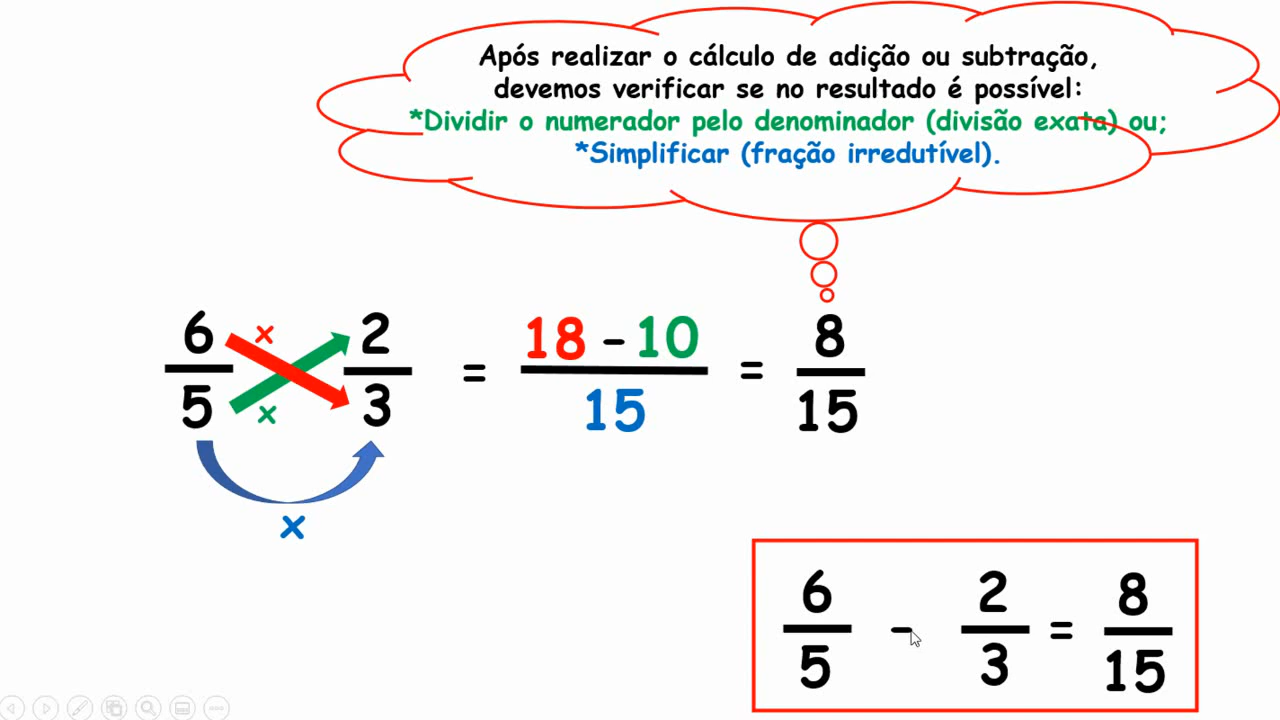 Após realizar o cálculo de adição ou subtração,
devemos verificar se no resultado é possível:
*Dividir o numerador pelo denominador (divisão exata) ou;
*Simplificar (fração irredutível).
6 x 2 18 - 10 8
= =
5 x 3 15 15
x
6 2 8
- =
5 3 15